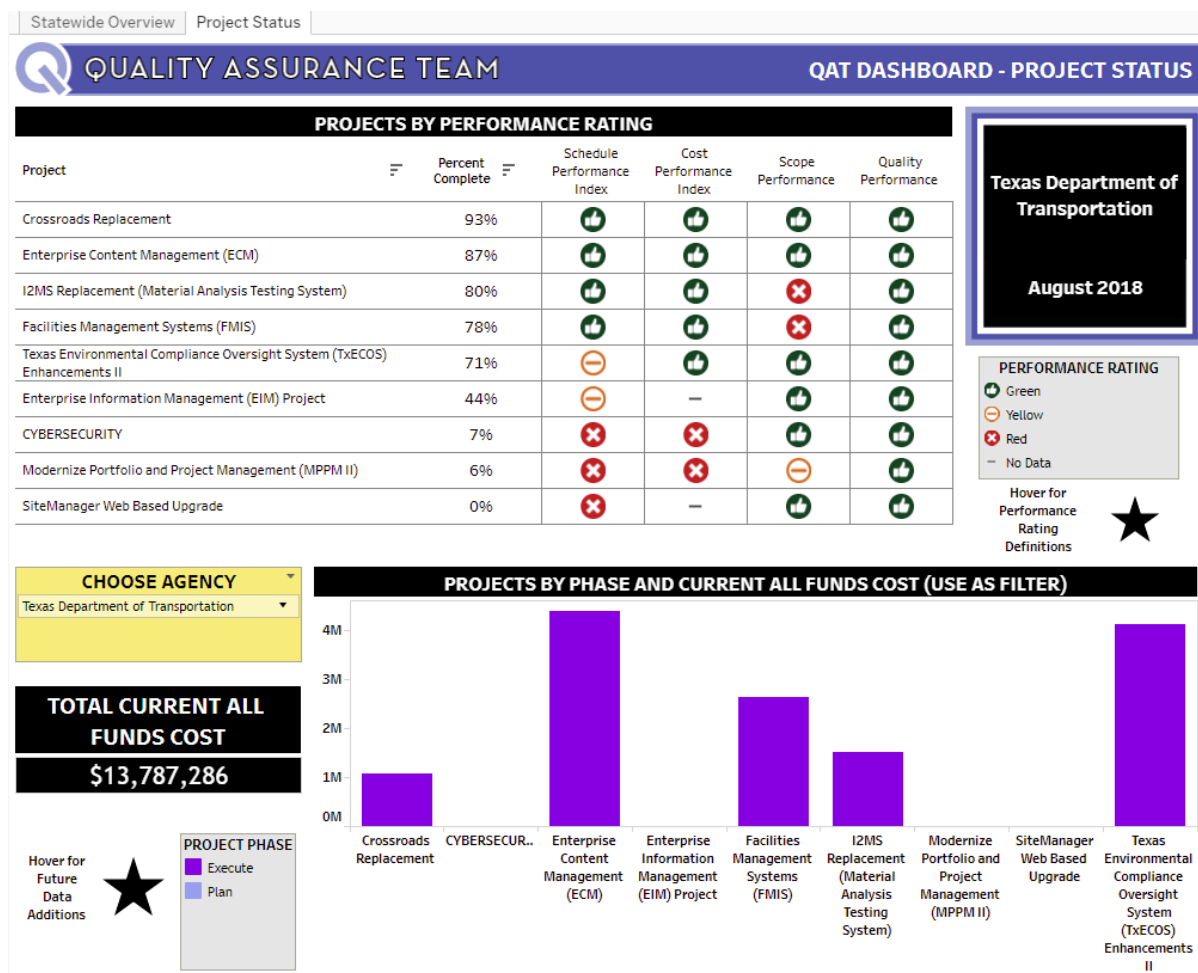 Statewide Overview
Project Status
QUALITY ASSURANCE TEAM
QAT DASHBOARD - PROJECT STATUS
PROJECTS BY PERFORMANCE RATING
Project
Percent
Complete
Schedule
Performance
Index
Cost
Performance
Index
Scope
Performance
Quality
Performance
Crossroads Replacement 93%
Enterprise Content Management (ECM) 87%
I2MS Replacement (Material Analysis Testing System) 80%
Facilities Management Systems (FMIS) 78%
Texas Environmental Compliance Oversight System (TxECOS)
Enhancements II 71%
Enterprise Information Management (EIM) Project 44% –
CYBERSECURITY 7%
Modernize Portfolio and Project Management (MPPM II) 6%
SiteManager Web Based Upgrade 0% –
Texas Department of
Transportation
August 2018
PERFORMANCE RATING
Green
Yellow
Red
– No Data
Hover for
Performance
Rating
Definitions
CHOOSE AGENCY
Texas Department of Transportation
TOTAL CURRENT ALL
FUNDS COST
$13,787,286
Hover for
Future
Data
Additions
PROJECT PHASE
Execute
Plan
PROJECTS BY PHASE AND CURRENT ALL FUNDS COST (USE AS FILTER)
4M
3M
2M
1M
0M
Crossroads
Replacement
CYBERSECUR..
Enterprise
Content
Management
(ECM)
Enterprise
Information
Management
(EIM) Project
Facilities
Management
Systems
(FMIS)
I2MS
Replacement
(Material
Analysis
Testing
System)
Modernize
Portfolio and
Project
Management
(MPPM II)
SiteManager
Web Based
Upgrade
Texas
Environmental
Compliance
Oversight
System
(TxECOS)
Enhancements
II